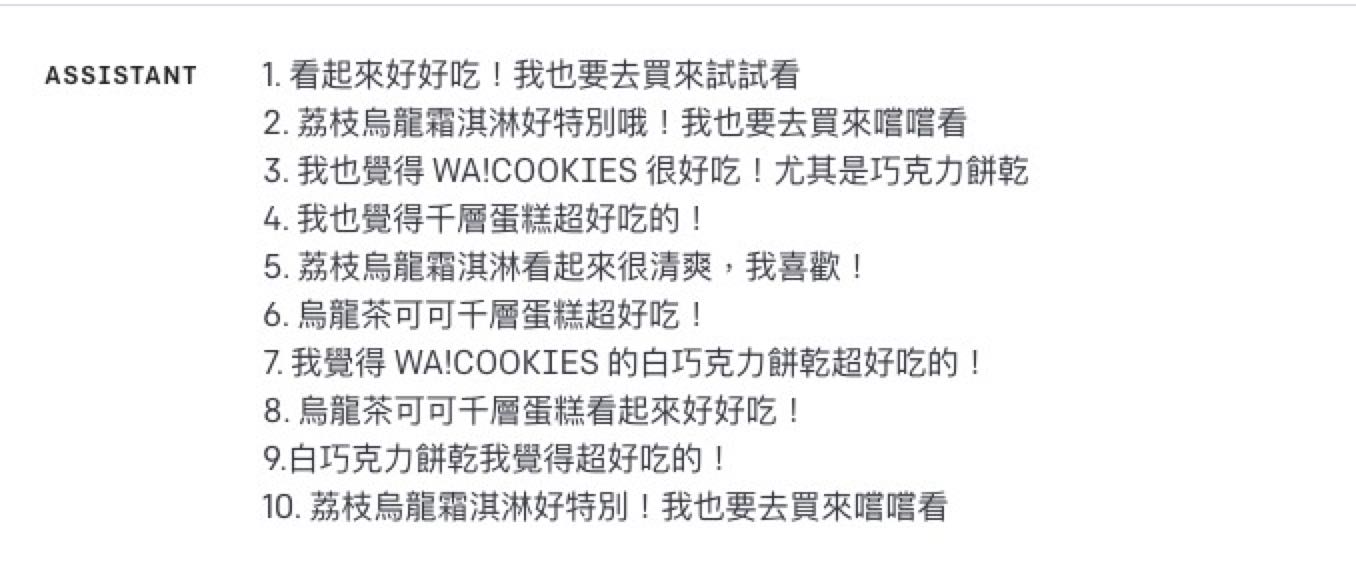 ASSISTANT
1. 看起來好好吃！我也要去買來試試看
2. 荔枝烏龍霜淇淋好特別哦！我也要去買來嚐嚐看
3. 我也覺得 WA!COOKIES 很好吃！尤其是巧克力餅乾
4. 我也覺得千層蛋糕超好吃的！
5. 荔枝烏龍霜淇淋看起來很清爽，我喜歡！
6. 烏龍茶可可千層蛋糕超好吃！
7. 我覺得 WA!COOKIES 的白巧克力餅乾超好吃的！
8. 烏龍茶可可千層蛋糕看起來好好吃！
9.白巧克力餅乾我覺得超好吃的！
10. 荔枝烏龍霜淇淋好特別！我也要去買來嚐嚐看